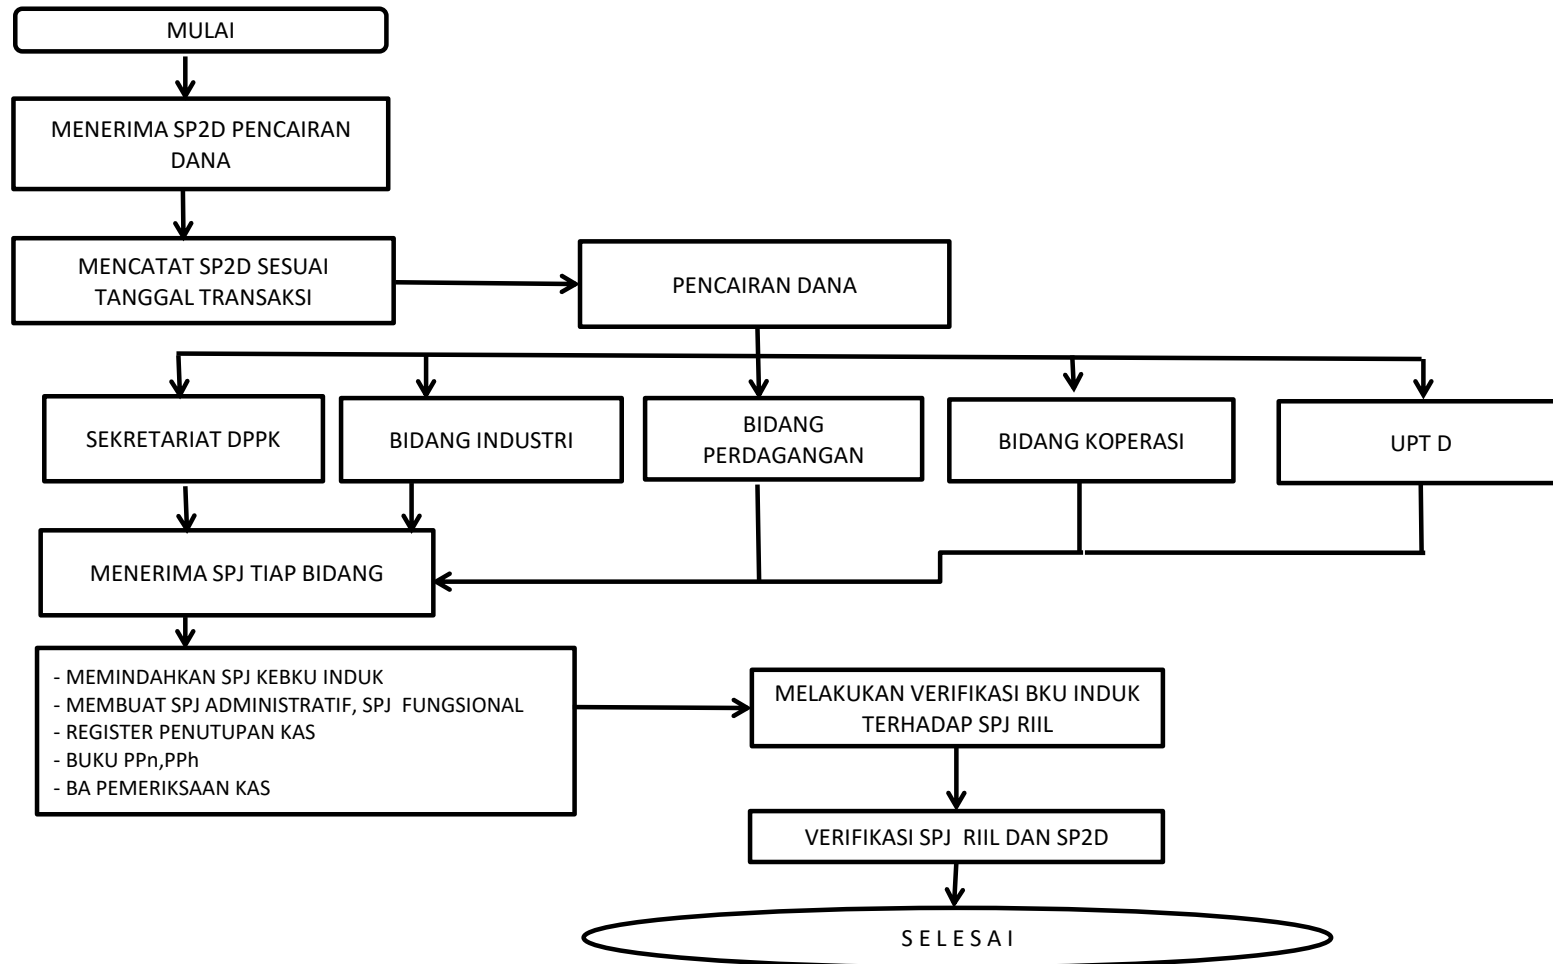 MULAI
MENERIMA SP2D PENCAIRAN
DANA
MENCATAT SP2D SESUAI
TANGGAL TRANSAKSI
PENCAIRAN DANA
SEKRETARIAT DPPK
BIDANG INDUSTRI
BIDANG
PERDAGANGAN
BIDANG KOPERASI
UPT D
MENERIMA SPJ TIAP BIDANG
- MEMINDAHKAN SPJ KEBKU INDUK
- MEMBUAT SPJ ADMINISTRATIF, SPJ  FUNGSIONAL
- REGISTER PENUTUPAN KAS
- BUKU PPn,PPh
- BA PEMERIKSAAN KAS
MELAKUKAN VERIFIKASI BKU INDUK
TERHADAP SPJ RIIL
VERIFIKASI SPJ  RIIL DAN SP2D
S E L E S A I